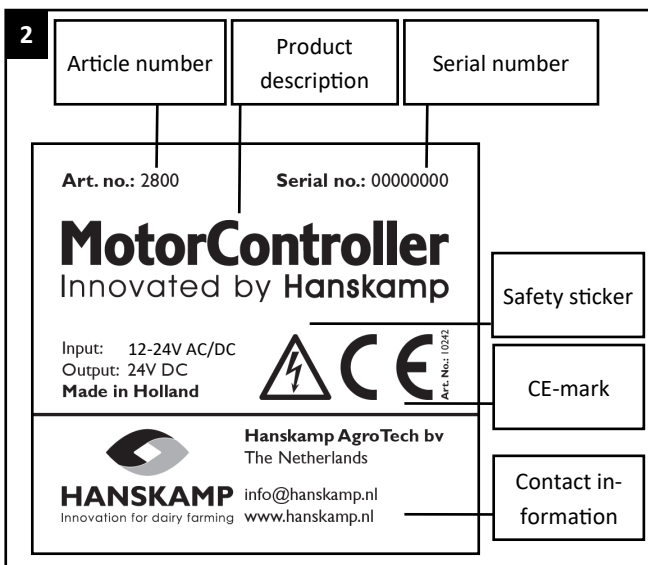 2
Article number
Product
description
Serial number
Art. no.: 2800
Serial no.: 00000000
MotorController
Innovated by Hanskamp
Safety sticker
Input: 12-24V AC/DC
Output: 24V DC
Made in Holland
CE
Art. No.: 10242
CE-mark
Hanskamp AgroTech bv
The Netherlands
HANSKAMP
Innovation for dairy farming
info@hanskamp.nl
www.hanskamp.nl
Contact in-
formation